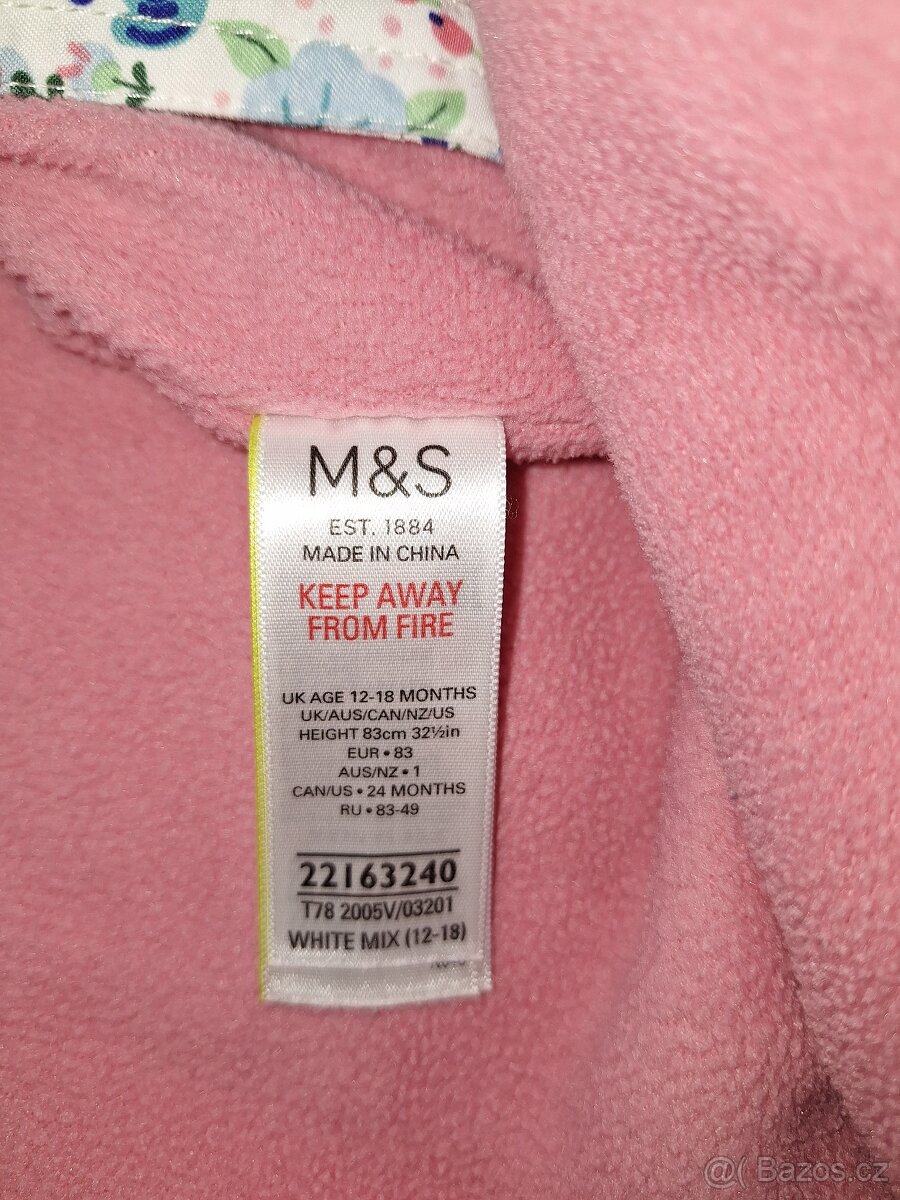 M&S
EST. 1884
MADE IN CHINA
KEEP AWAY
FROM FIRE
UK AGE 12-18 MONTHS
UK/AUS/CAN/NZ/US
HEIGHT 83cm 32½in
EUR • 83
AUS/NZ • 1
CAN/US • 24 MONTHS
RU • 83-49
22163240
T78 2005V/03201
WHITE MIX (12-18)
@( Bazos.cz